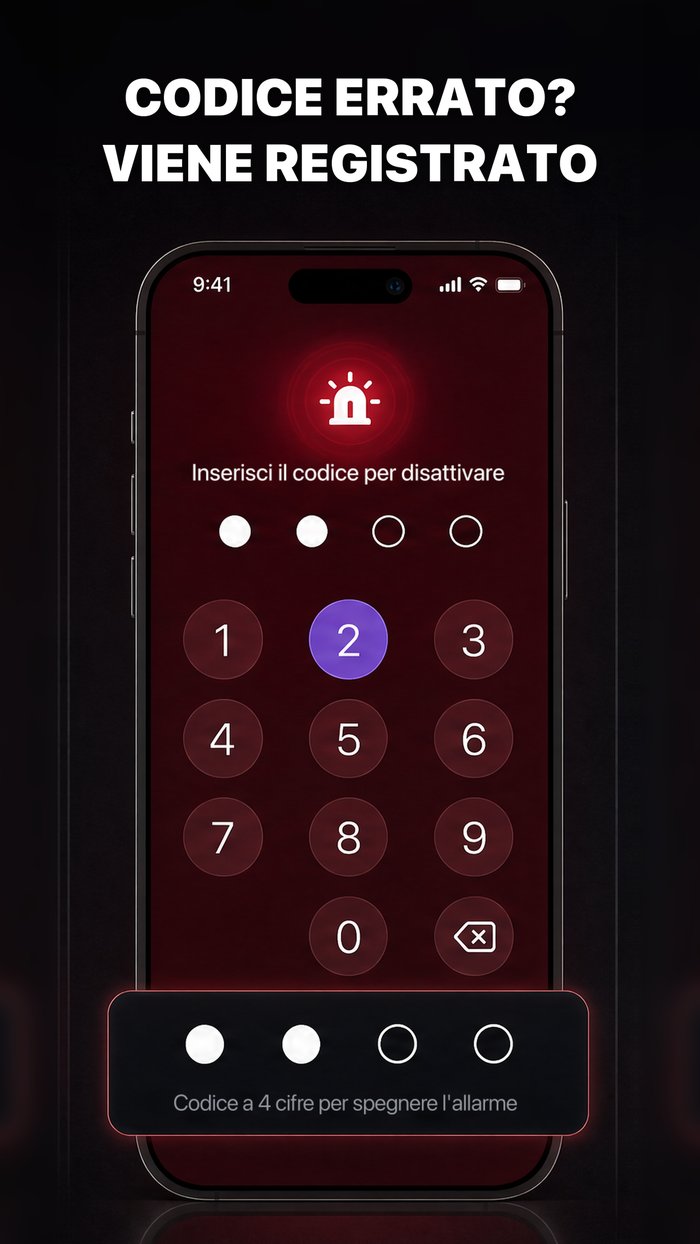 CODICE ERRATO?
VIENE REGISTRATO
9:41
Inserisci il codice per disattivare
1 2 3
4 5 6
7 8 9
0
Codice a 4 cifre per spegnere l'allarme